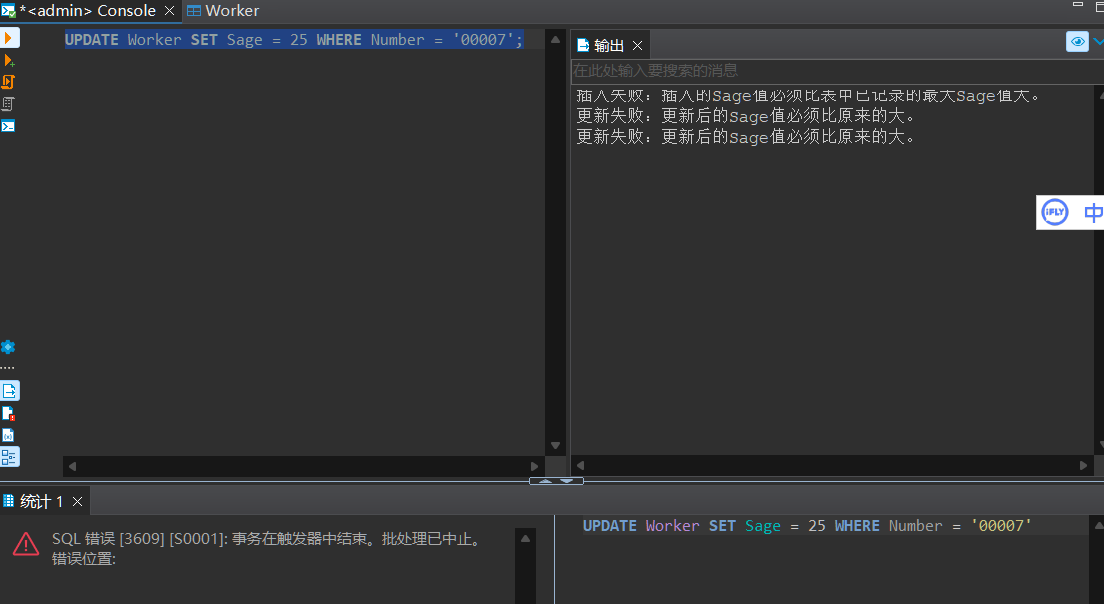 *<admin> Console
Worker
UPDATE Worker SET Sage = 25 WHERE Number = '00007';
输出
在此处输入要搜索的消息
插入失败：插入的Sage值必须比表中已记录的最大Sage值大。
更新失败：更新后的Sage值必须比原来的大。
更新失败：更新后的Sage值必须比原来的大。
iFLY 中
统计 1
SQL 错误 [3609] [S0001]: 事务在触发器中结束。批处理已中止。
错误位置:
UPDATE Worker SET Sage = 25 WHERE Number = '00007'